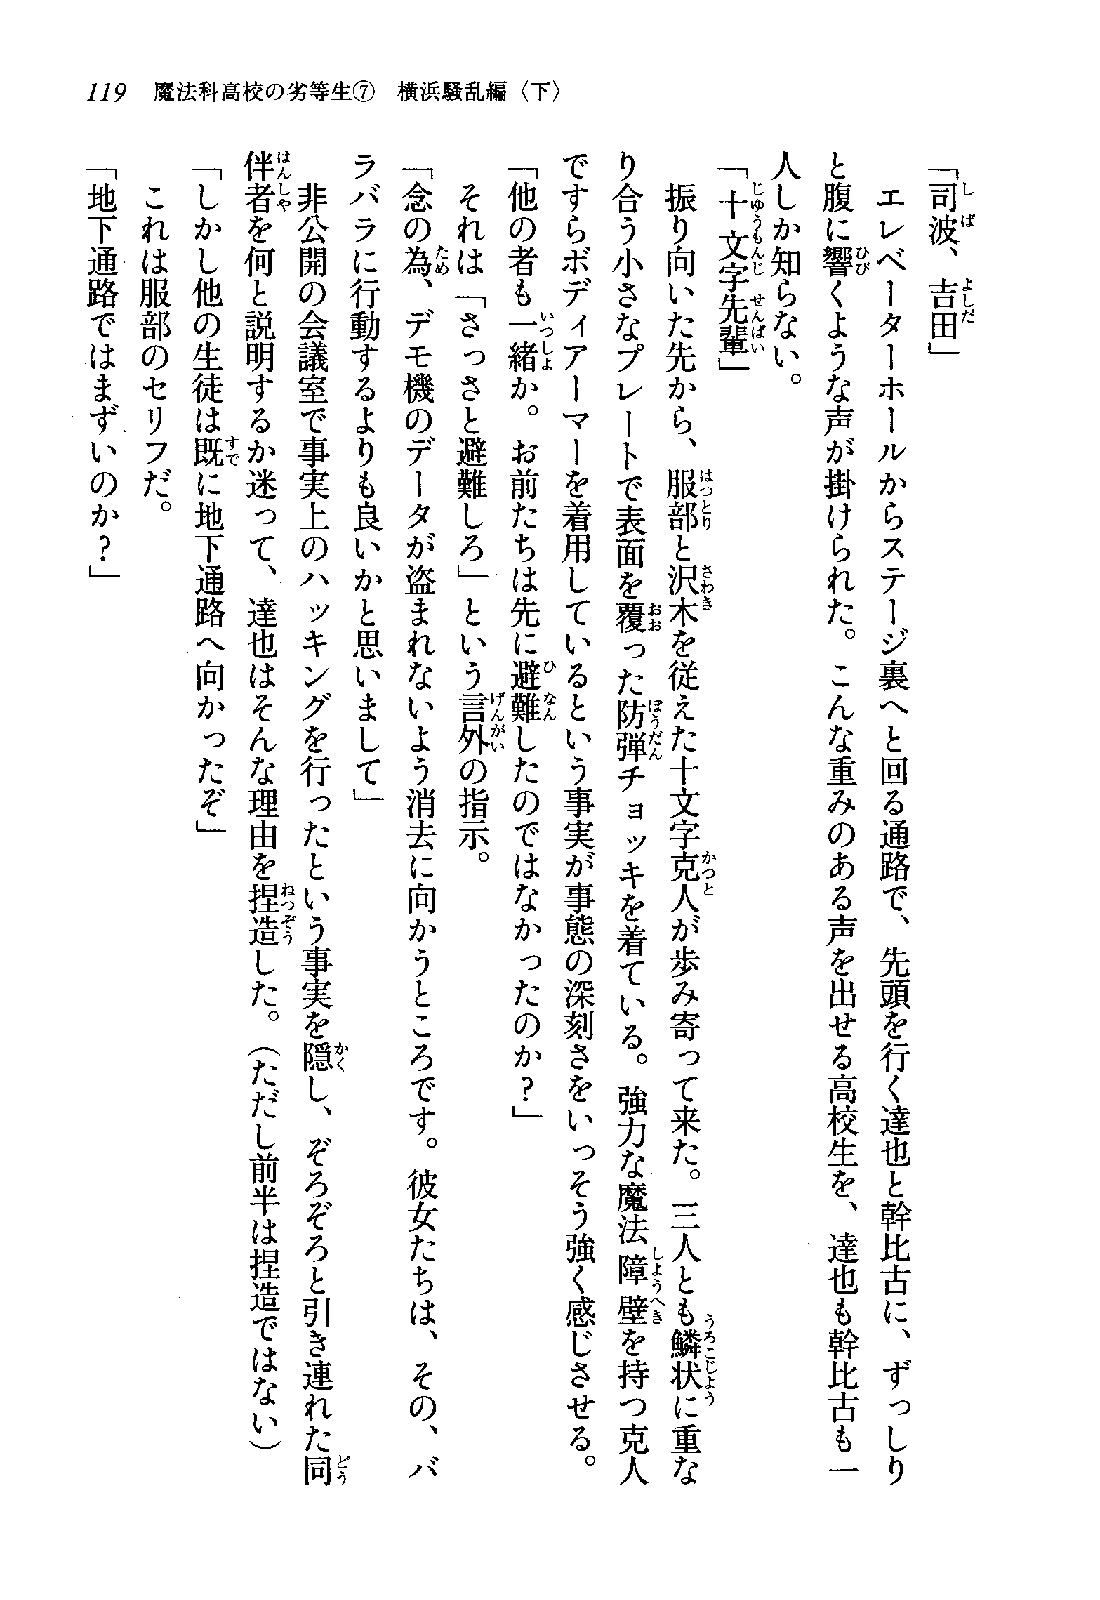 119　魔法科高校の劣等生⑦　横浜騒乱編〈下〉
「司波、吉田」
　エレベーターホールからステージ裏へと回る通路で、先頭を行く達也と幹比古に、ずっしり
と腹に響くような声が掛けられた。こんな重みのある声を出せる高校生を、達也も幹比古も一
人しか知らない。
「十文字先輩」
　振り向いた先から、服部と沢木を従えた十文字克人が歩み寄って来た。三人とも鱗状に重な
り合う小さなプレートで表面を覆った防弾チョッキを着ている。強力な魔法障壁を持つ克人
ですらボディアーマーを着用しているという事実が事態の深刻さをいっそう強く感じさせる。
「他の者も一緒か。お前たちは先に避難したのではなかったのか？」
　それは「さっさと避難しろ」という言外の指示。
「念の為、デモ機のデータが盗まれないよう消去に向かうところです。彼女たちは、その、バ
ラバラに行動するよりも良いかと思いまして」
　非公開の会議室で事実上のハッキングを行ったという事実を隠し、ぞろぞろと引き連れた同
伴者を何と説明するか迷って、達也はそんな理由を捏造した。（ただし前半は捏造ではない）
「しかし他の生徒は既に地下通路へ向かったぞ」
　これは服部のセリフだ。
「地下通路ではまずいのか？」